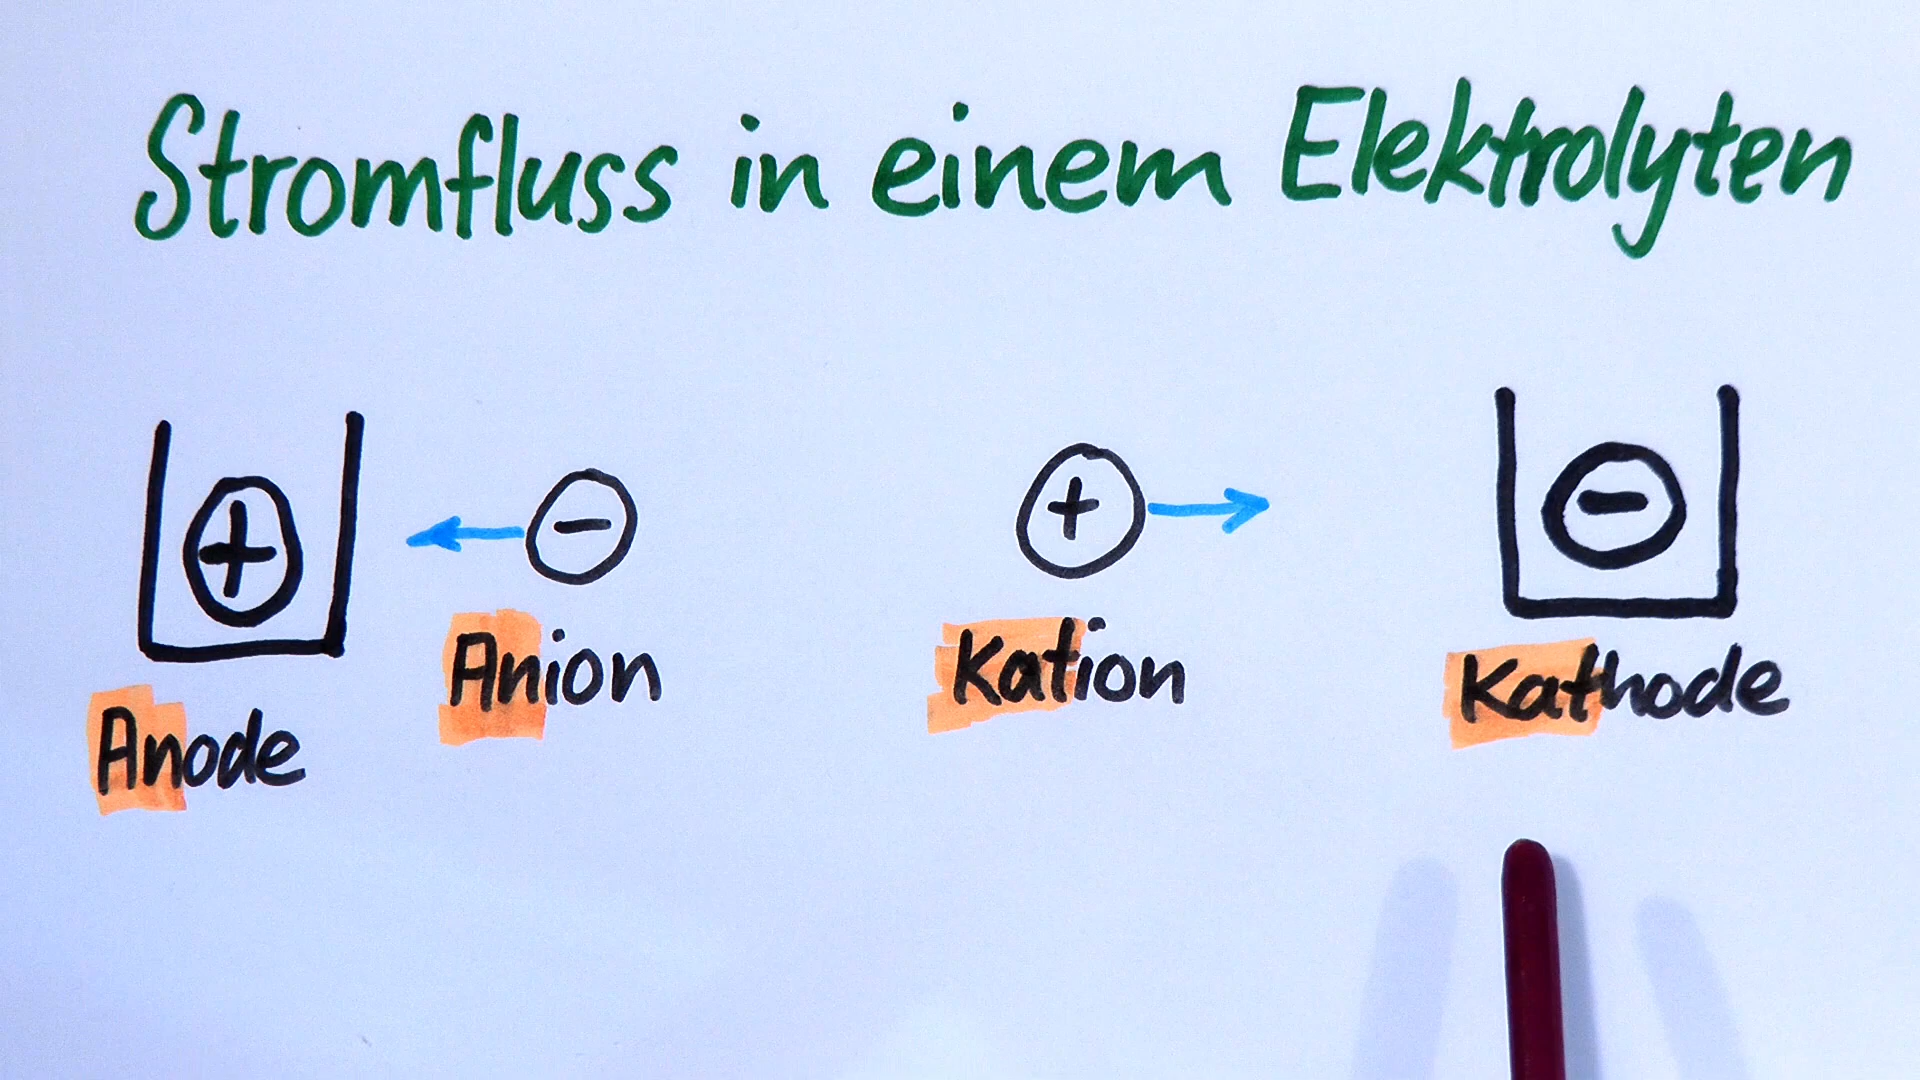 Stromfluss in einem Elektrolyten
+
-
+
-
Anion
Kation
Kathode
Anode